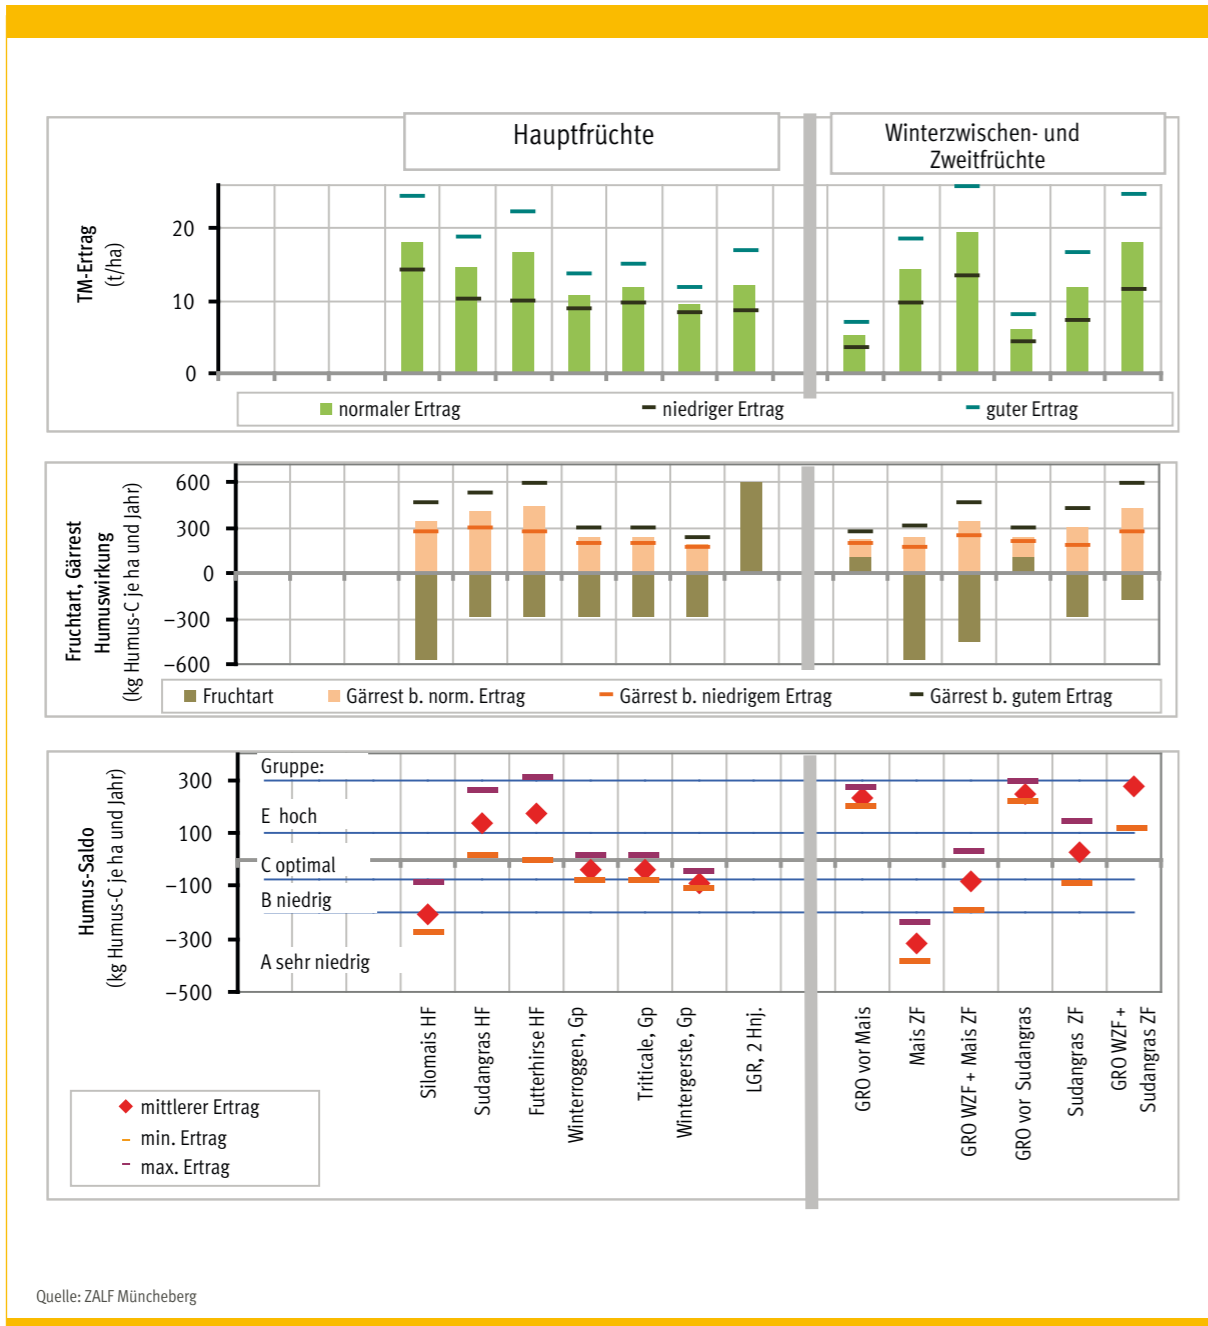 Hauptfrüchte
Winterzwischen- und
Zweitfrüchte
TM-Ertrag
(t/ha)
20
10
0
normaler Ertrag
niedriger Ertrag
guter Ertrag
Fruchtart, Gärrest
Humuswirkung
(kg Humus-C je ha und Jahr)
600
300
0
−300
−600
Fruchtart
Gärrest b. norm. Ertrag
Gärrest b. niedrigem Ertrag
Gärrest b. gutem Ertrag
Humus-Saldo
(kg Humus-C je ha und Jahr)
300
100
0
−100
−300
−500
Gruppe:
E hoch
C optimal
B niedrig
A sehr niedrig
Silomais HF
Sudangras HF
Futterhirse HF
Winterroggen, Gp
Triticale, Gp
Wintergerste, Gp
LGR, 2 Hnj.
GRO vor Mais
Mais ZF
GRO WZF + Mais ZF
GRO vor Sudangras
Sudangras ZF
GRO WZF +
Sudangras ZF
mittlerer Ertrag
min. Ertrag
max. Ertrag
Quelle: ZALF Müncheberg